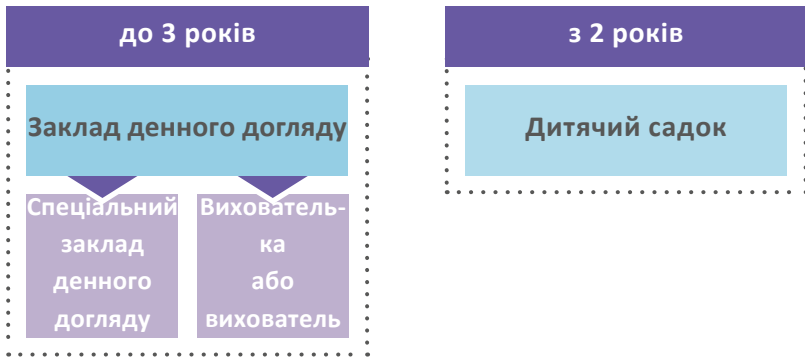 до 3 років
з 2 років
Заклад денного догляду
Дитячий садок
Спеціальний
заклад
денного
догляду
Вихователь-
ка
або
вихователь